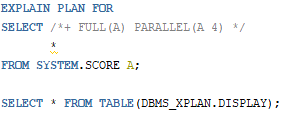 EXPLAIN PLAN FOR
SELECT /*+ FULL(A) PARALLEL(A 4) */
*
FROM SYSTEM.SCORE A;
SELECT * FROM TABLE(DBMS_XPLAN.DISPLAY);